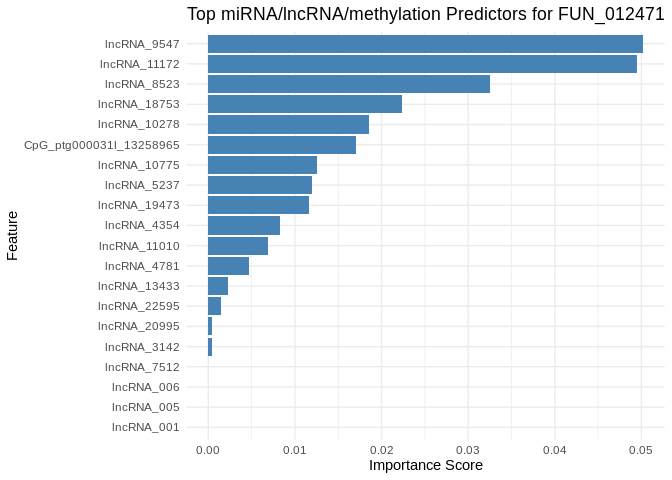 Top miRNA/lncRNA/methylation Predictors for FUN_012471
lncRNA_9547
lncRNA_11172
lncRNA_8523
lncRNA_18753
lncRNA_10278
CpG_ptg000031l_13258965
lncRNA_10775
lncRNA_5237
lncRNA_19473
lncRNA_4354
lncRNA_11010
lncRNA_4781
lncRNA_13433
lncRNA_22595
lncRNA_20995
lncRNA_3142
lncRNA_7512
lncRNA_006
lncRNA_005
lncRNA_001
Feature
0.00 0.01 0.02 0.03 0.04 0.05
Importance Score